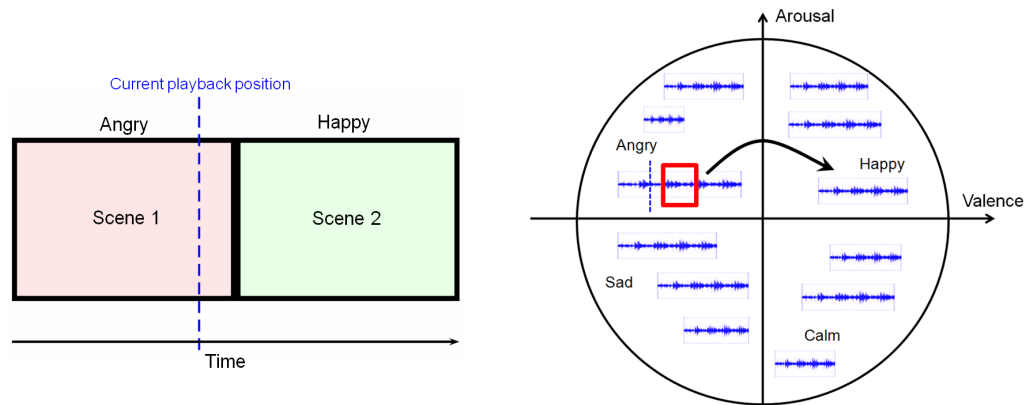 Current playback position
Angry
Happy
Scene 1
Scene 2
Time
Arousal
Angry
Happy
Valence
Sad
Calm